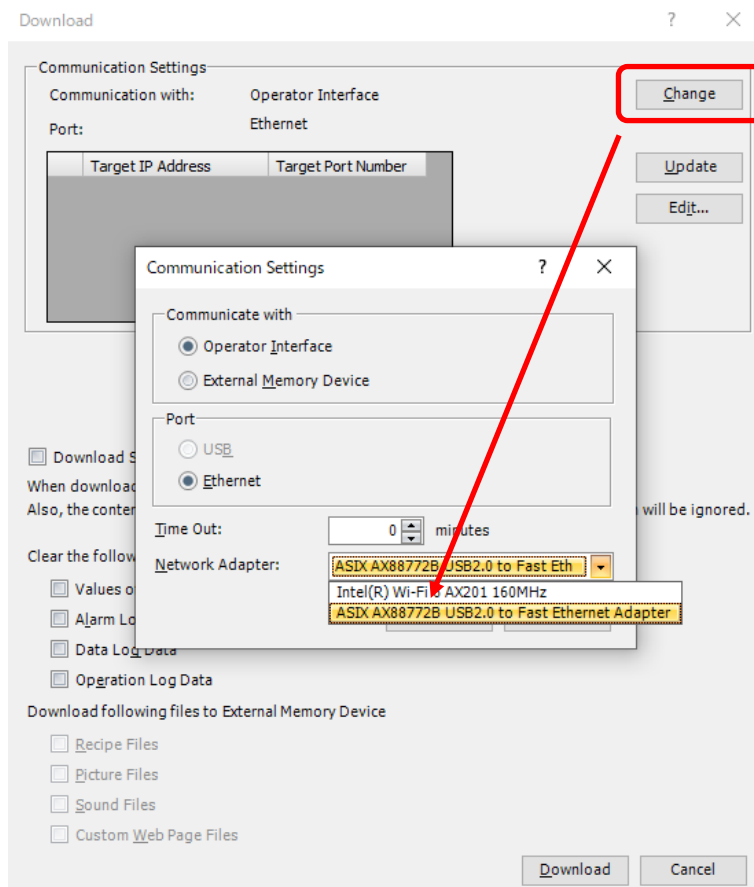 Download
?
Communication Settings
Communication with: Operator Interface
Change
Port: Ethernet
Target IP Address Target Port Number
Update
Edit...
Communication Settings ?
Communicate with
Operator Interface
External Memory Device
Port
USB
Ethernet
Download
When download
Also, the conter will be ignored.
Time Out: 0 minutes
Clear the follow
Network Adapter: ASIX AX88772B USB2.0 to Fast Eth
Intel(R) Wi-Fi AX201 160MHz
ASIX AX88772B USB2.0 to Fast Ethernet Adapter
Values
Alarm Lo
Data Log Data
Operation Log Data
Download following files to External Memory Device
Recipe Files
Picture Files
Sound Files
Custom Web Page Files
Download Cancel